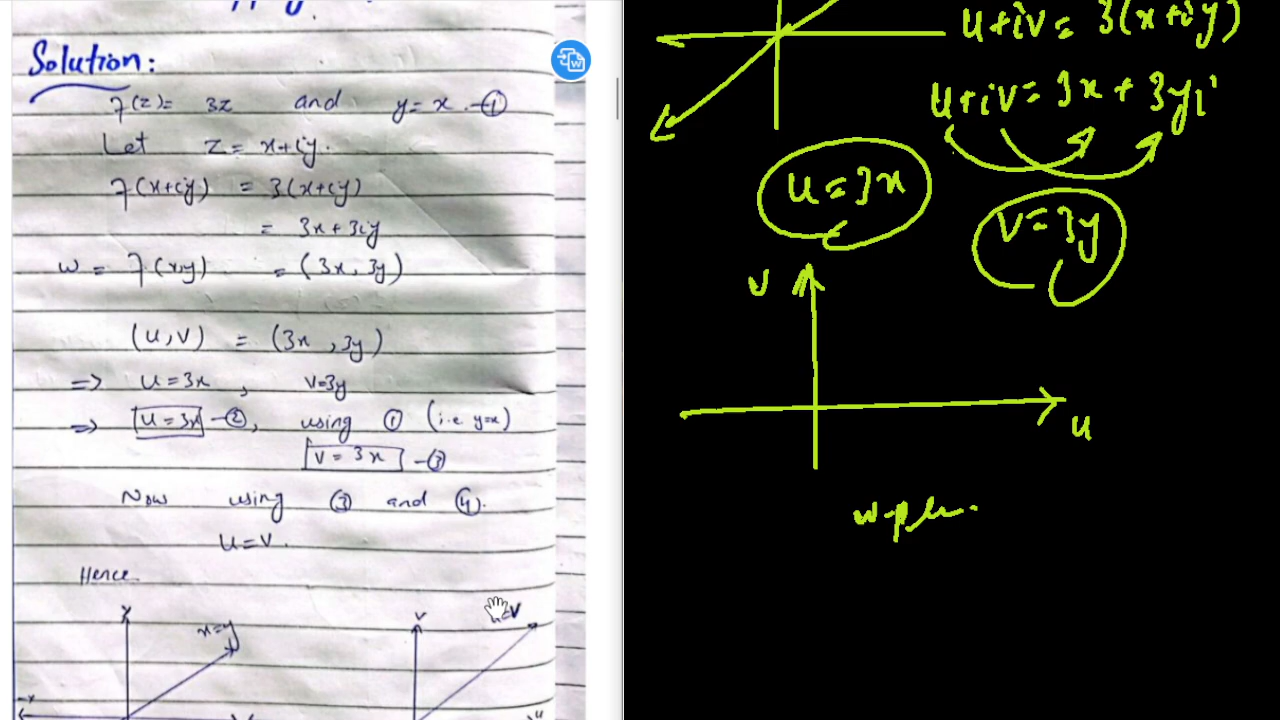 Solution:
f(z) = 3z and y = x –①
Let z = x+iy.
f(x+iy) = 3(x+iy)
= 3x + 3iy
w = f(x,y) = (3x, 3y)
(u,v) = (3x, 3y)
=> u = 3x, v=3y
=> u = 3x –②, using ① (i.e y=x)
v = 3x –③
Now using ③ and ④.
u=v.
Hence
y
x=y
-x
v
=v
u
u+iv = 3(x+iy)
u+iv = 3x + 3yi
u = 3x
v = 3y
v
u